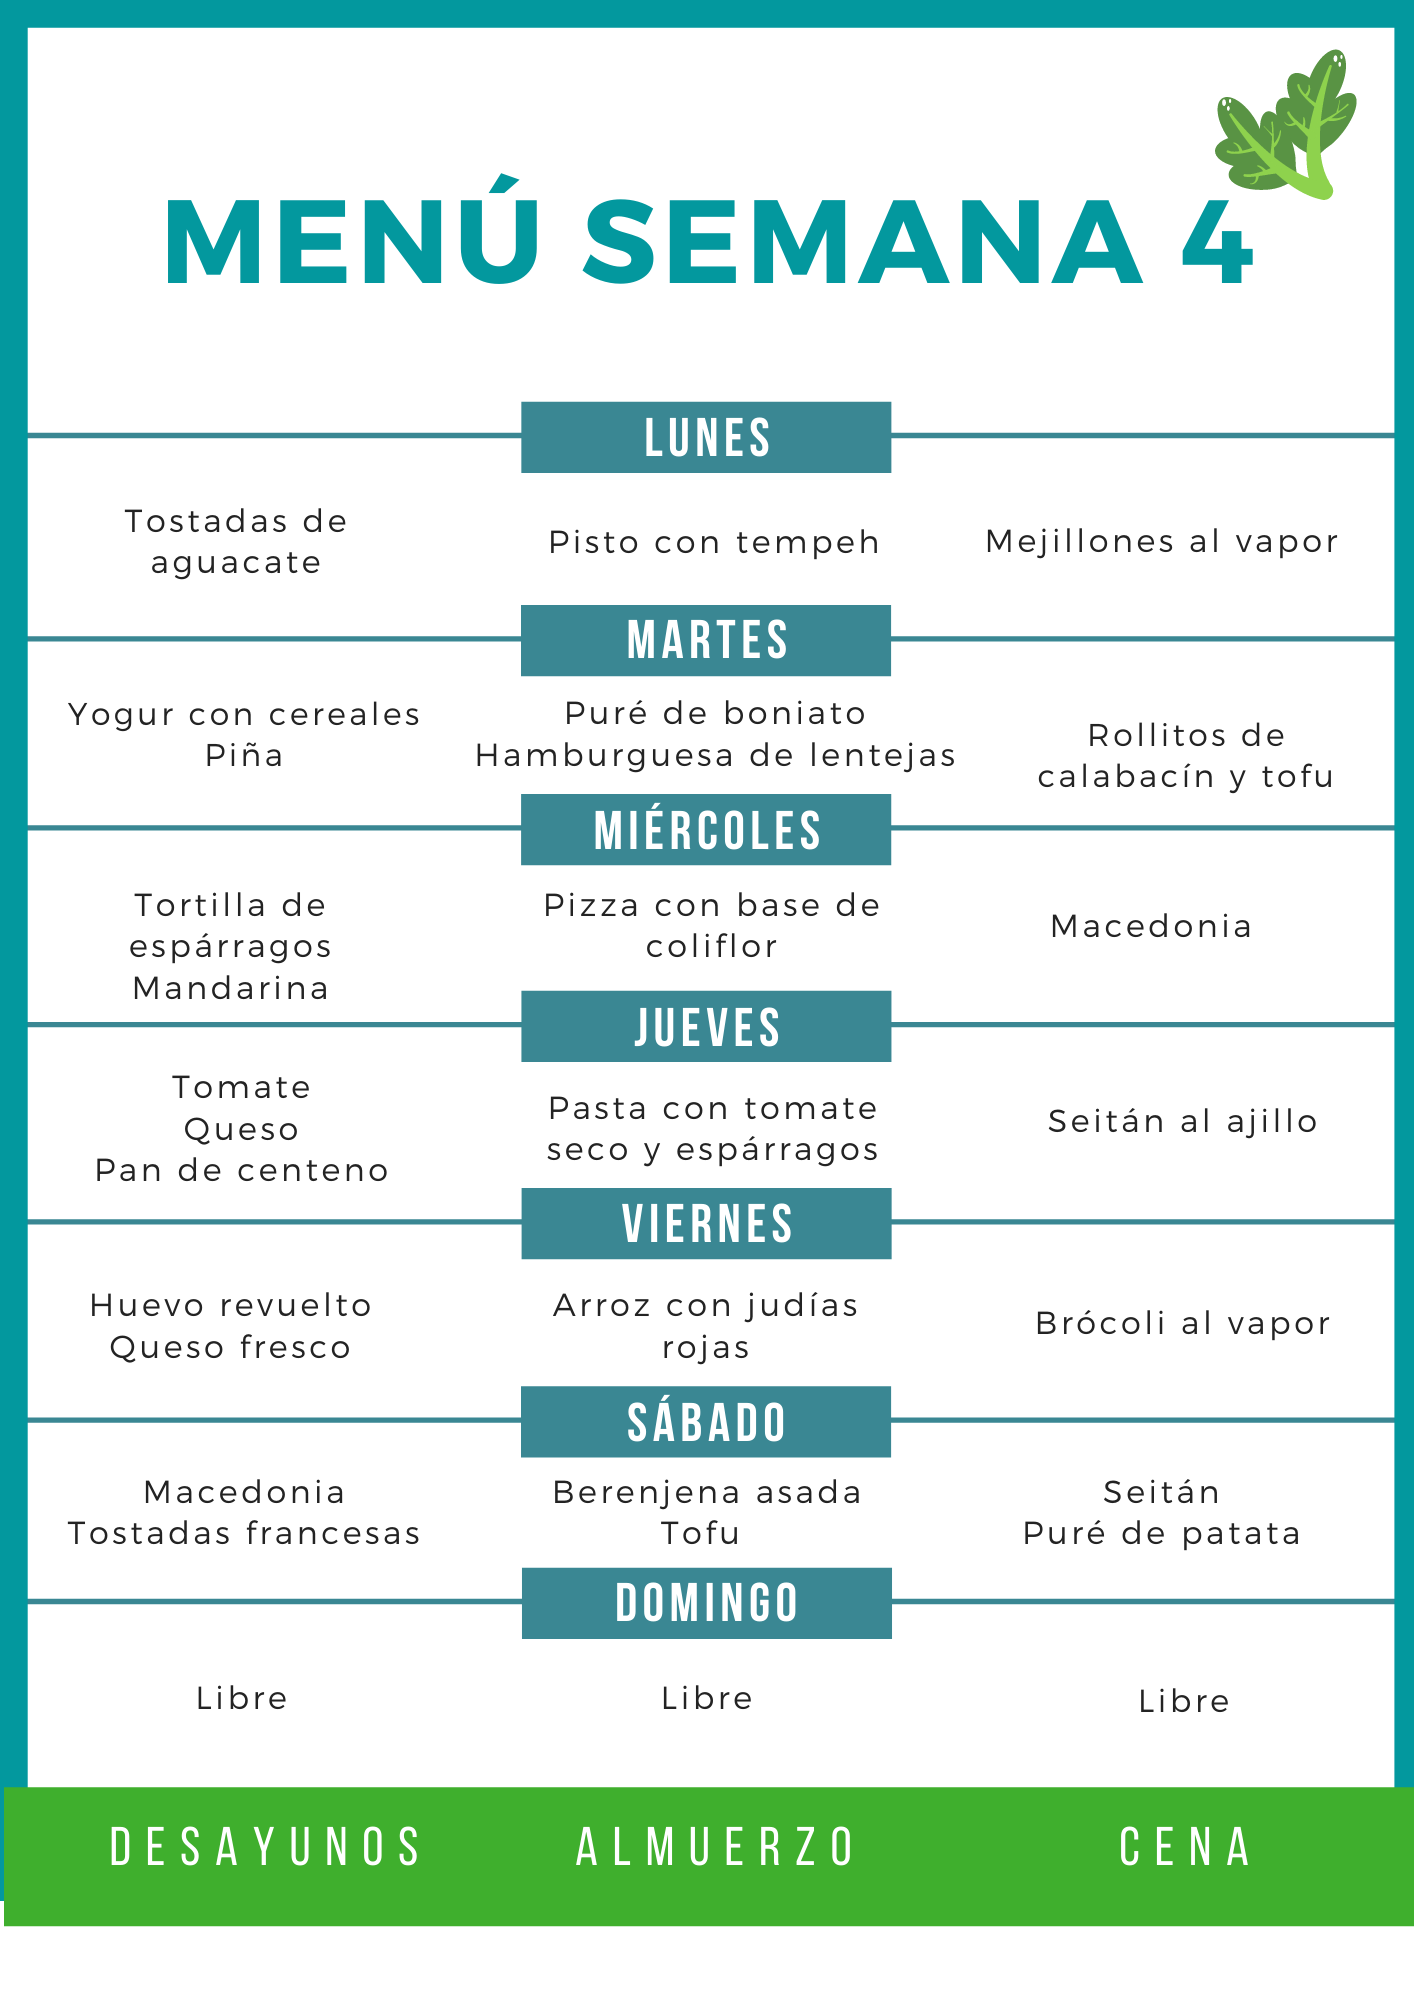 MENÚ SEMANA 4
LUNES
Tostadas de
aguacate
Pisto con tempeh
Mejillones al vapor
MARTES
Yogur con cereales
Piña
Puré de boniato
Hamburguesa de lentejas
Rollitos de
calabacín y tofu
MIÉRCOLES
Tortilla de
espárragos
Mandarina
Pizza con base de
coliflor
Macedonia
JUEVES
Tomate
Queso
Pan de centeno
Pasta con tomate
seco y espárragos
Seitán al ajillo
VIERNES
Huevo revuelto
Queso fresco
Arroz con judías
rojas
Brócoli al vapor
SÁBADO
Macedonia
Tostadas francesas
Berenjena asada
Tofu
Seitán
Puré de patata
DOMINGO
Libre
Libre
Libre
DESAYUNOS
ALMUERZO
CENA